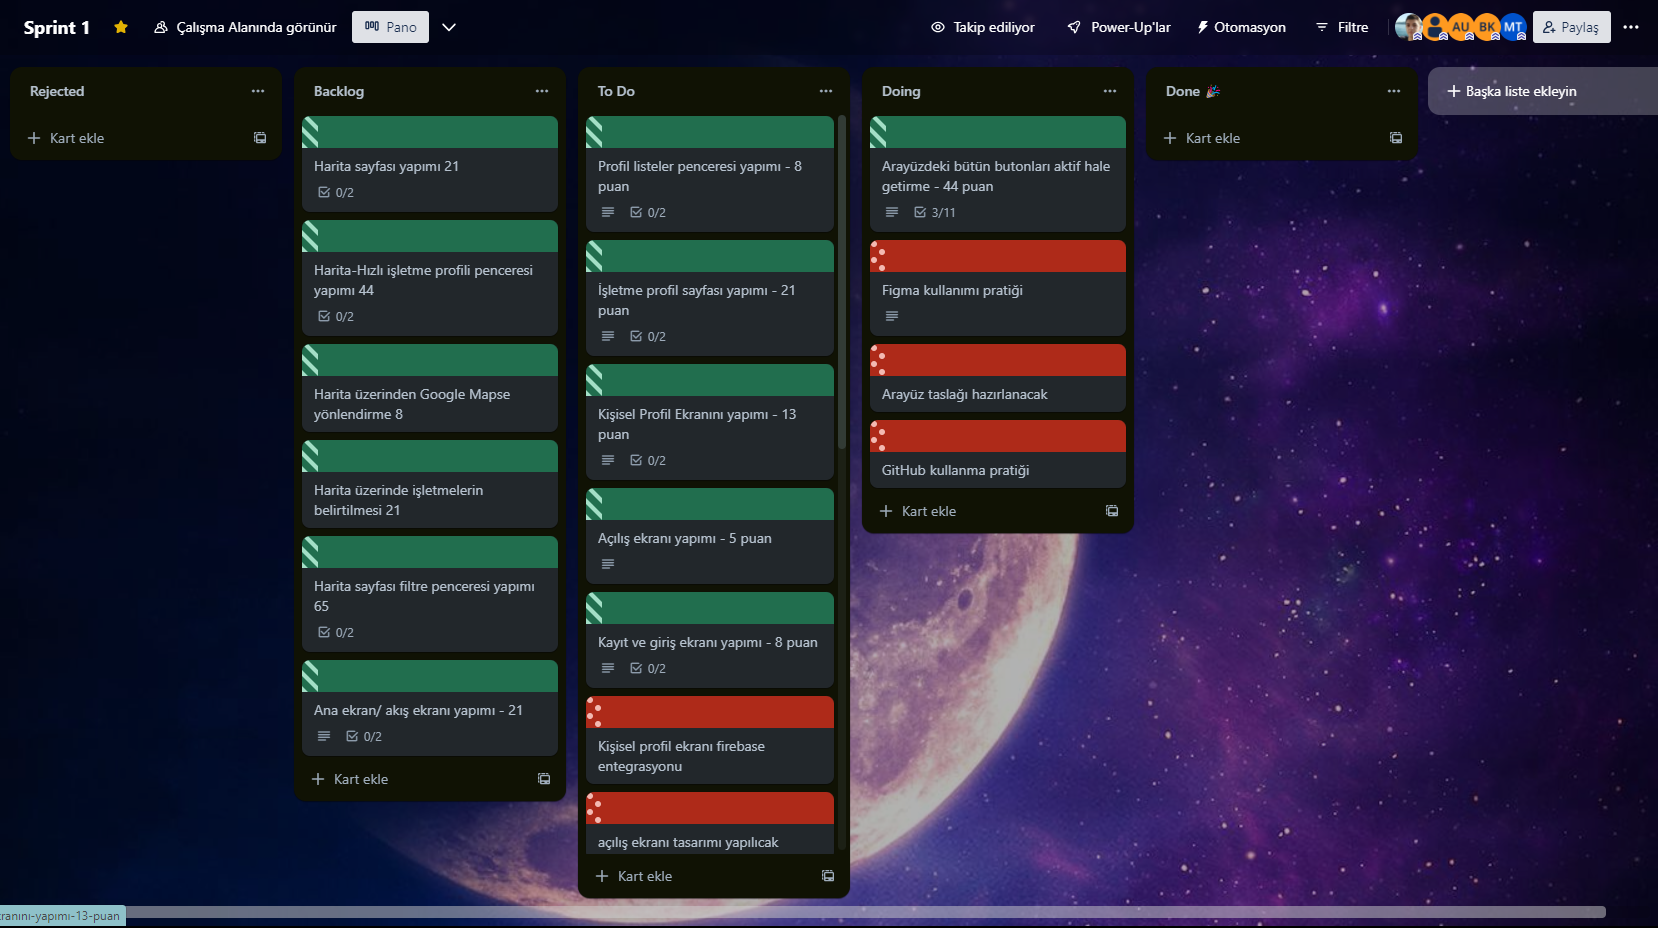 Sprint 1
Çalışma Alanında görünür
Pano
Takip ediliyor
Power-Up'lar
Otomasyon
Filtre
AU
BK
MT
Paylaş
Rejected
Kart ekle
Backlog
Harita sayfası yapımı 21
0/2
Harita-Hızlı işletme profili penceresi
yapımı 44
0/2
Harita üzerinden Google Mapse
yönlendirme 8
Harita üzerinde işletmelerin
belirtilmesi 21
Harita sayfası filtre penceresi yapımı
65
0/2
Ana ekran/ akış ekranı yapımı - 21
0/2
Kart ekle
To Do
Profil listeler penceresi yapımı - 8
puan
0/2
İşletme profil sayfası yapımı - 21
puan
0/2
Kişisel Profil Ekranını yapımı - 13
puan
0/2
Açılış ekranı yapımı - 5 puan
Kayıt ve giriş ekranı yapımı - 8 puan
0/2
Kişisel profil ekranı firebase
entegrasyonu
açılış ekranı tasarımı yapılıcak
Kart ekle
Doing
Arayüzdeki bütün butonları aktif hale
getirme - 44 puan
3/11
Figma kullanımı pratiği
Arayüz taslağı hazırlanacak
GitHub kullanma pratiği
Kart ekle
Done 🎉
Kart ekle
Başka liste ekleyin
kranını-yapımı-13-puan